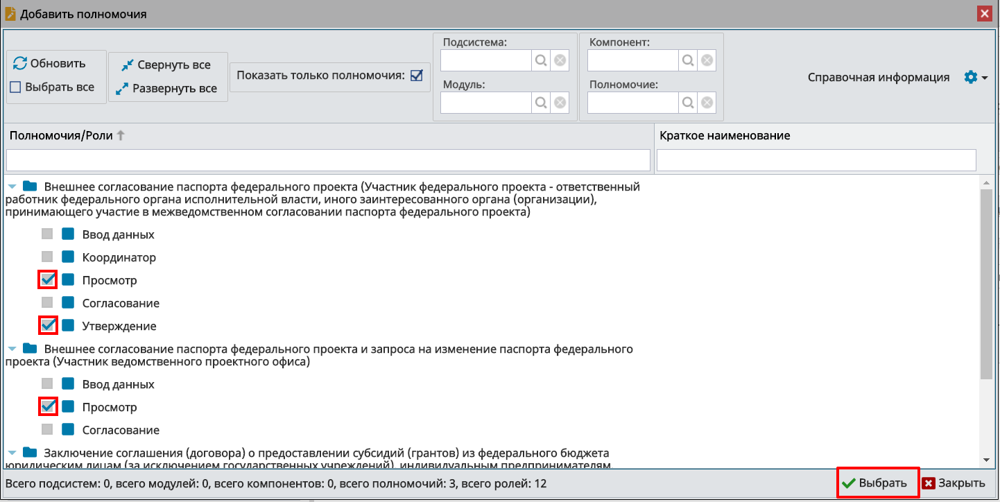 Добавить полномочия
Обновить
Выбрать все
Свернуть все
Развернуть все
Показать только полномочия:
Подсистема:
Модуль:
Компонент:
Полномочие:
Справочная информация
Полномочия/Роли
Краткое наименование
Внешнее согласование паспорта федерального проекта (Участник федерального проекта - ответственный
работник федерального органа исполнительной власти, иного заинтересованного органа (организации),
принимающего участие в межведомственном согласовании паспорта федерального проекта)
Ввод данных
Координатор
Просмотр
Согласование
Утверждение
Внешнее согласование паспорта федерального проекта и запроса на изменение паспорта федерального
проекта (Участник ведомственного проектного офиса)
Ввод данных
Просмотр
Согласование
Заключение соглашения (договора) о предоставлении субсидий (грантов) из федерального бюджета
юридическим лицам (за исключением государственных учреждений), индивидуальным предпринимателям,
Всего подсистем: 0, всего модулей: 0, всего компонентов: 0, всего полномочий: 3, всего ролей: 12
Выбрать
Закрыть